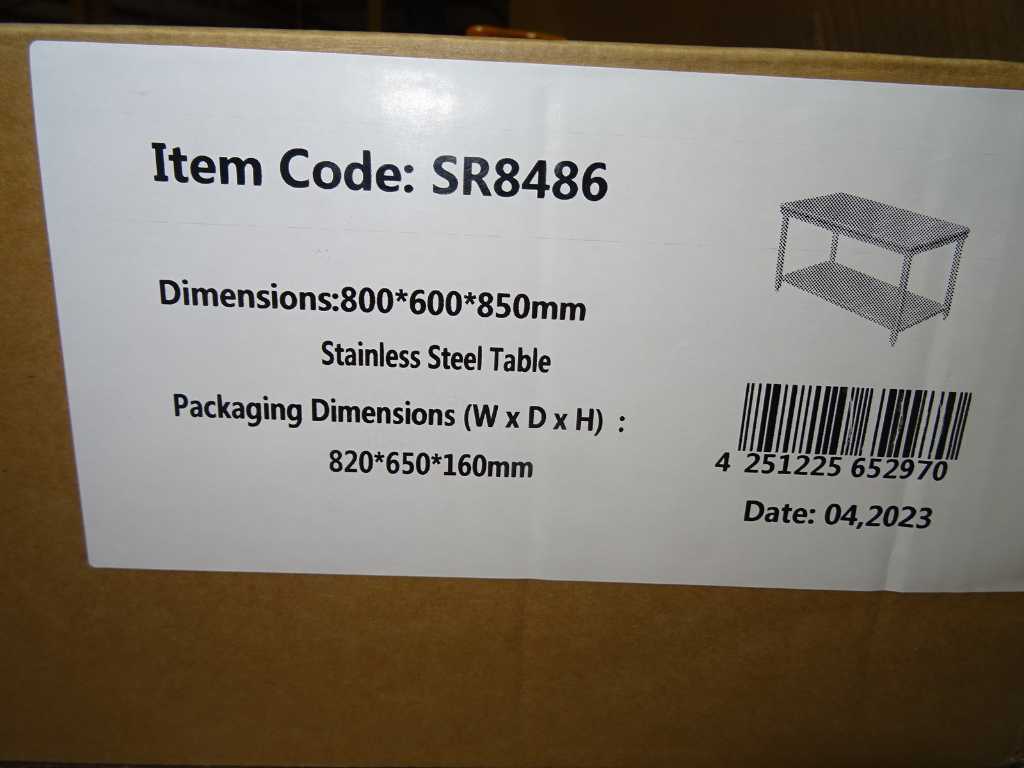 Item Code: SR8486
Dimensions:800*600*850mm
Stainless Steel Table
Packaging Dimensions (W x D x H) :
820*650*160mm
4 251225 652970
Date: 04,2023